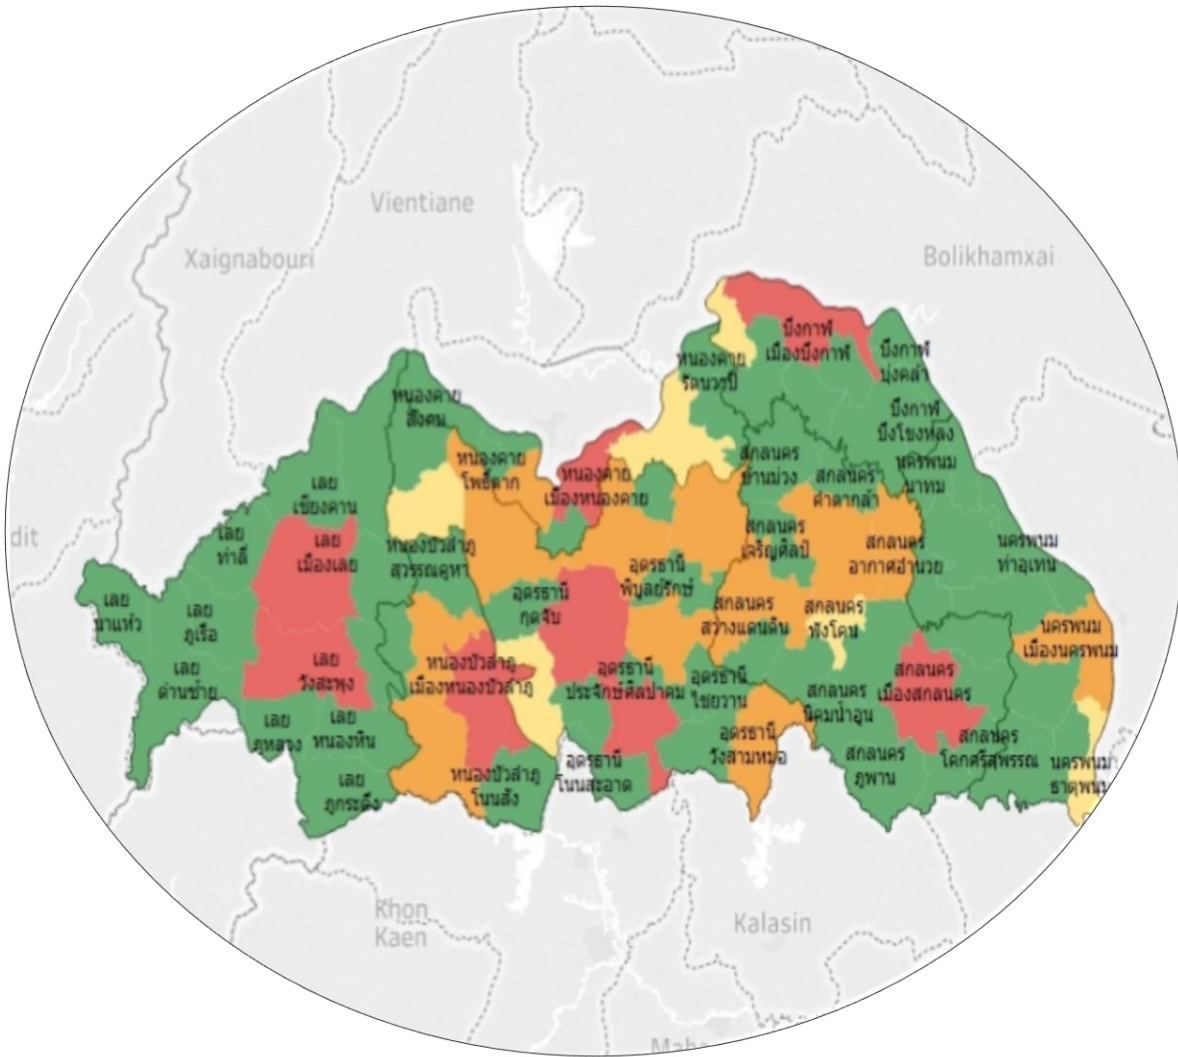 Vientiane
Xaignabouri
Bolikhamxai
บึงกาฬ
เมืองบึงกาฬ
บึงกาฬ
บุ่งคล้า
หนองคาย
รัตนวาปี
หนองคาย
สังคม
บึงกาฬ
บึงโขงหลง
หนองคาย
โพธิ์ตาก
หนองคาย
เมืองหนองคาย
สกลนคร
บ้านม่วง
สกลนคร
คำตากล้า
นครพนม
นาทม
เลย
เชียงคาน
เลย
ท่าลี่
เลย
เมืองเลย
หนองบัวลำภู
สุวรรณคูหา
สกลนคร
เจริญศิลป์
สกลนคร
อากาศอำนวย
นครพนม
ท่าอุเทน
dit
อุดรธานี
พิบูลย์รักษ์
อุดรธานี
กุดจับ
เลย
นาแห้ว
เลย
ภูเรือ
สกลนคร
สว่างแดนดิน
สกลนคร
พังโคน
นครพนม
เมืองนครพนม
เลย
ด่านซ้าย
เลย
วังสะพุง
หนองบัวลำภู
เมืองหนองบัวลำภู
อุดรธานี
ประจักษ์ศิลปาคม
อุดรธานี
ไชยวาน
สกลนคร
เมืองสกลนคร
สกลนคร
นิคมน้ำอูน
เลย
ภูหลวง
เลย
หนองหิน
อุดรธานี
วังสามหมอ
สกลนคร
โคกศรีสุพรรณ
สกลนคร
ภูพาน
นครพนม
ธาตุพนม
เลย
ภูกระดึง
หนองบัวลำภู
โนนสัง
อุดรธานี
โนนสะอาด
Khon
Kaen
Kalasin